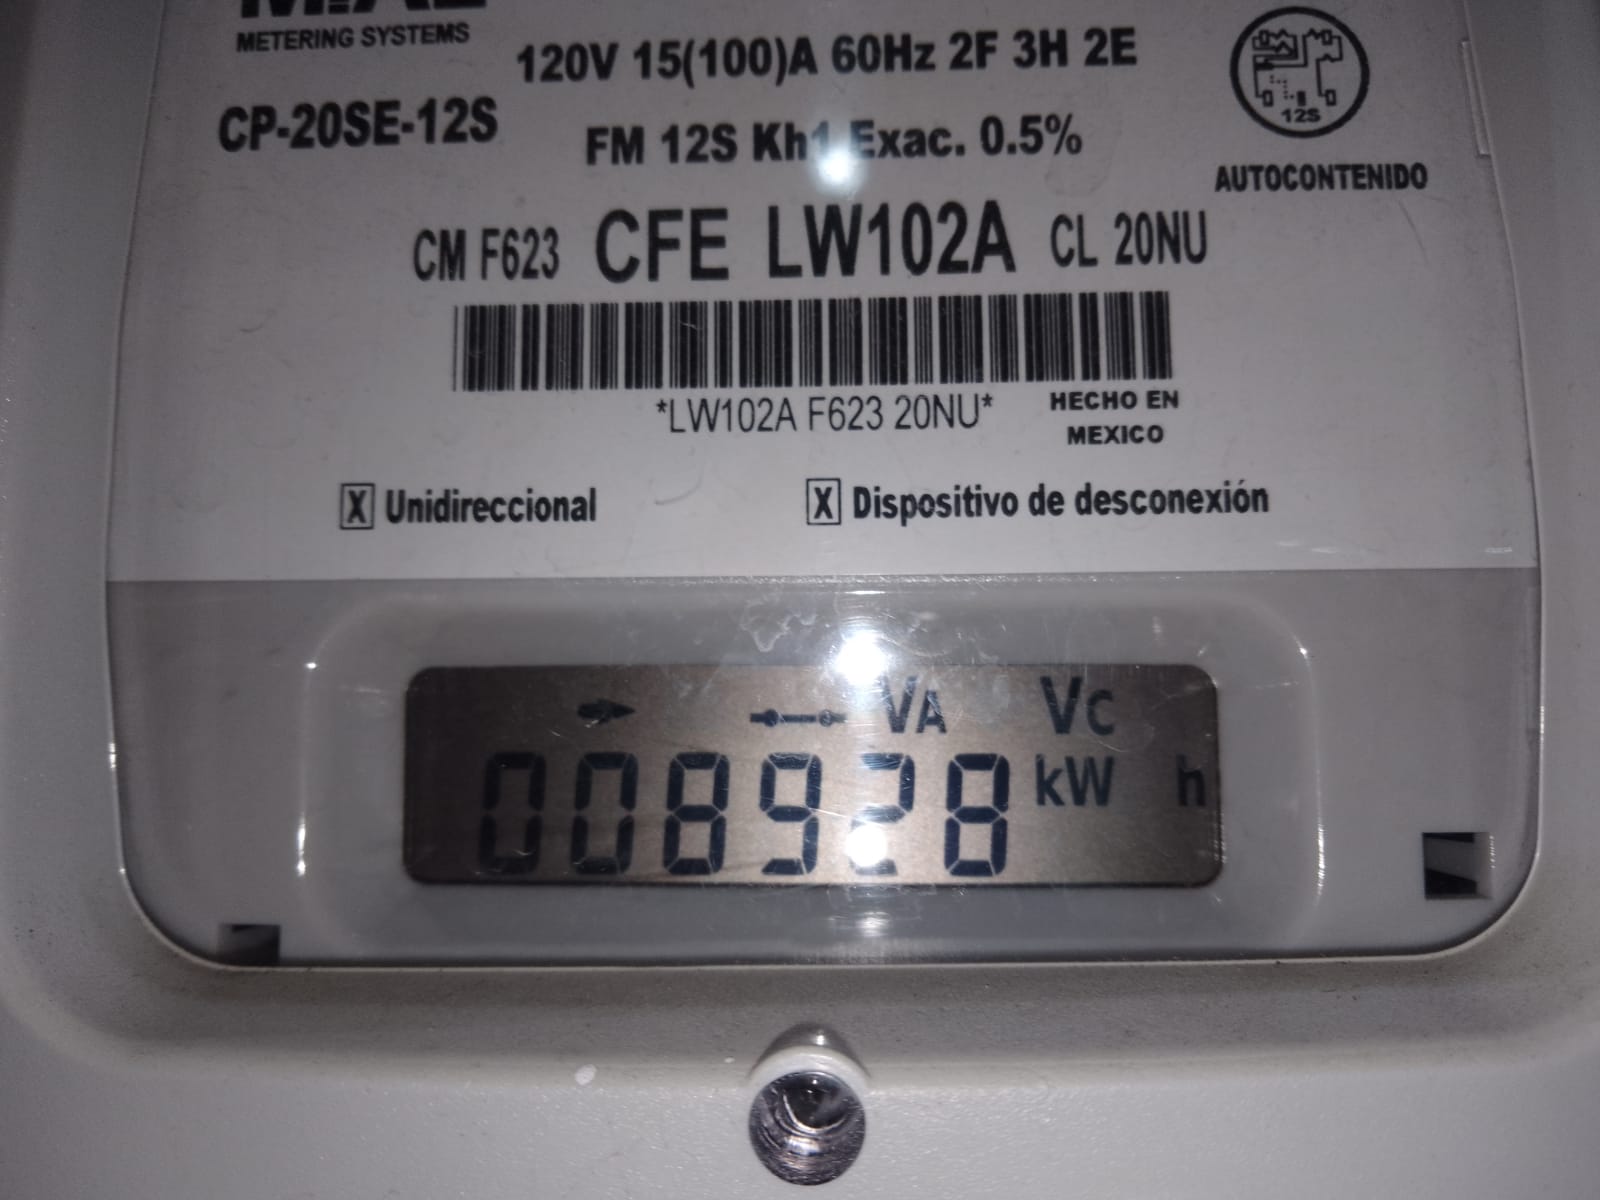 METERING SYSTEMS
120V 15(100)A 60Hz 2F 3H 2E
CP-20SE-12S
FM 12S Kh1 Exac. 0.5%
12S
AUTOCONTENIDO
CM F623 CFE LW102A CL 20NU
*LW102A F623 20NU*
HECHO EN
MEXICO
X Unidireccional
X Dispositivo de desconexión
VA VC
008928 kW h